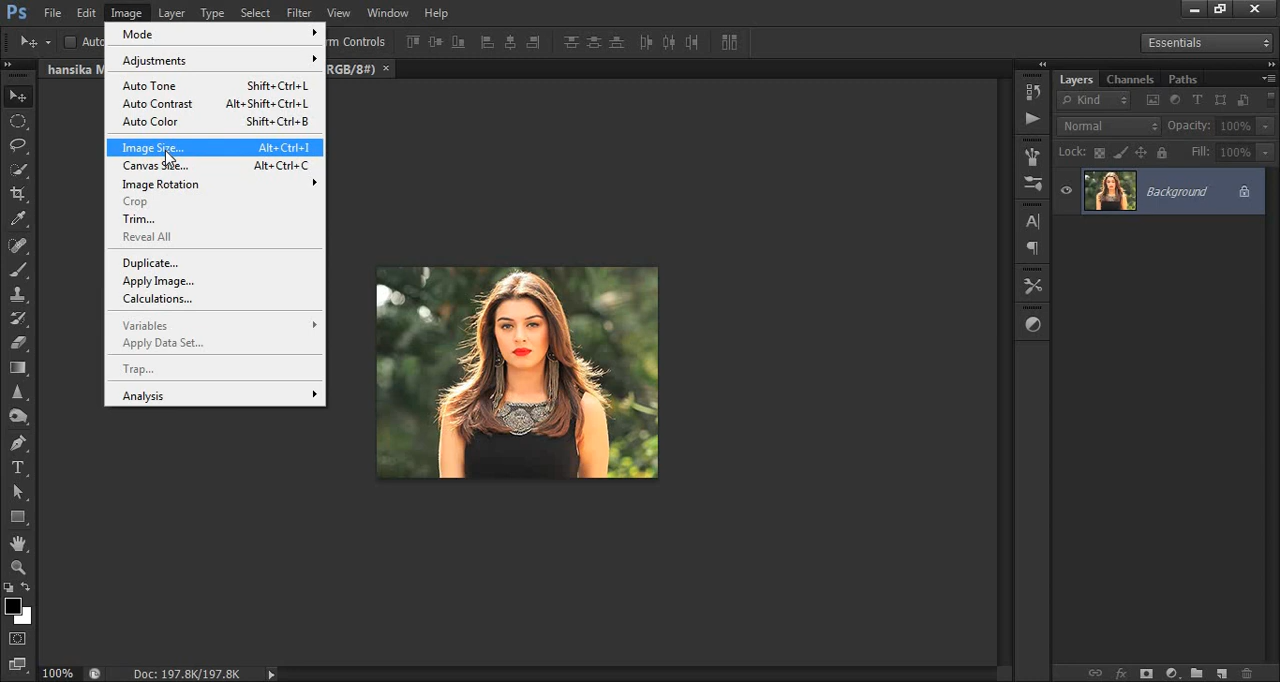 Ps File Edit Image Layer Type Select Filter View Window Help
Auto
rm Controls
Essentials
hansika M
RGB/8#) ×
Mode
Adjustments
Auto Tone Shift+Ctrl+L
Auto Contrast Alt+Shift+Ctrl+L
Auto Color Shift+Ctrl+B
Image Size... Alt+Ctrl+I
Canvas Size... Alt+Ctrl+C
Image Rotation
Crop
Trim...
Reveal All
Duplicate...
Apply Image...
Calculations...
Variables
Apply Data Set...
Trap...
Analysis
Layers Channels Paths
Kind
Normal Opacity: 100%
Lock: Fill: 100%
Background
100% Doc: 197.8K/197.8K